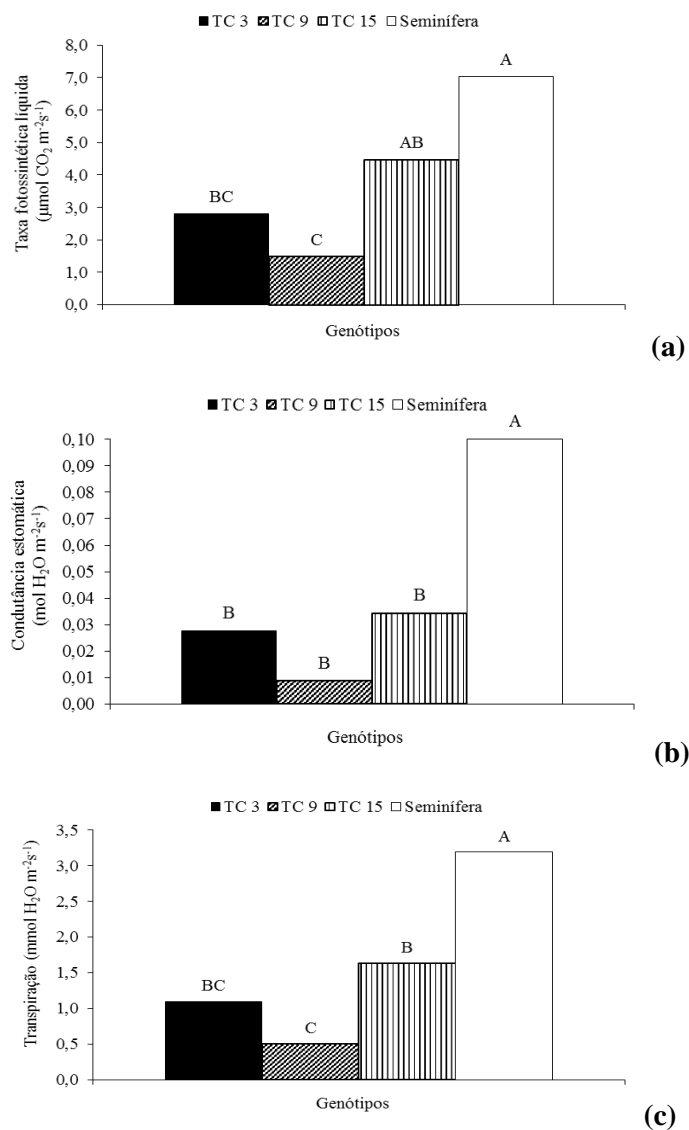 TC 3 TC 9 TC 15 Seminífera
Taxa fotossintética líquida
(µmol CO₂ m⁻²s⁻¹)
8,0
7,0
6,0
5,0
4,0
3,0
2,0
1,0
0,0
BC
C
AB
A
Genótipos
(a)
TC 3 TC 9 TC 15 Seminífera
Condutância estomática
(mol H₂O m⁻²s⁻¹)
0,10
0,09
0,08
0,07
0,06
0,05
0,04
0,03
0,02
0,01
0,00
B
B
B
A
Genótipos
(b)
TC 3 TC 9 TC 15 Seminífera
Transpiração (mmol H₂O m⁻²s⁻¹)
3,5
3,0
2,5
2,0
1,5
1,0
0,5
0,0
BC
C
B
A
Genótipos
(c)